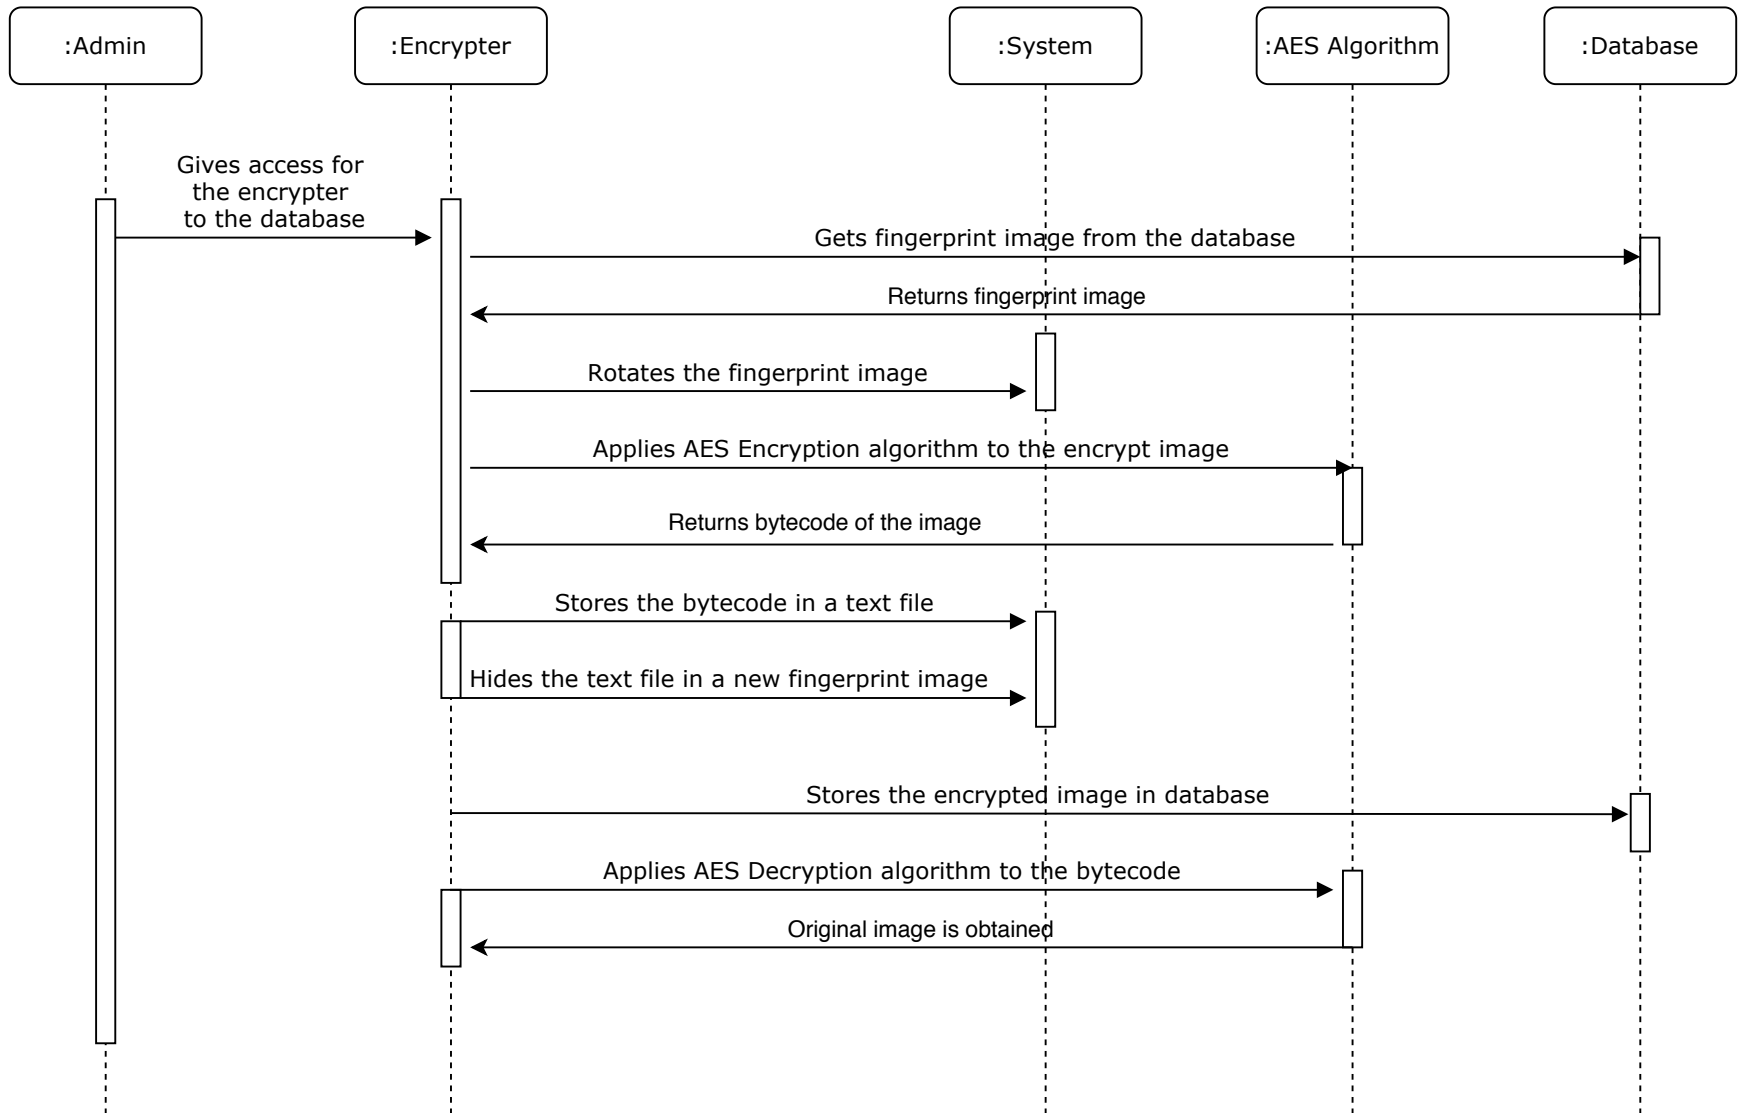 :Admin
:Encrypter
:System
:AES Algorithm
:Database
Gives access for
the encrypter
to the database
Gets fingerprint image from the database
Returns fingerprint image
Rotates the fingerprint image
Applies AES Encryption algorithm to the encrypt image
Returns bytecode of the image
Stores the bytecode in a text file
Hides the text file in a new fingerprint image
Stores the encrypted image in database
Applies AES Decryption algorithm to the bytecode
Original image is obtained